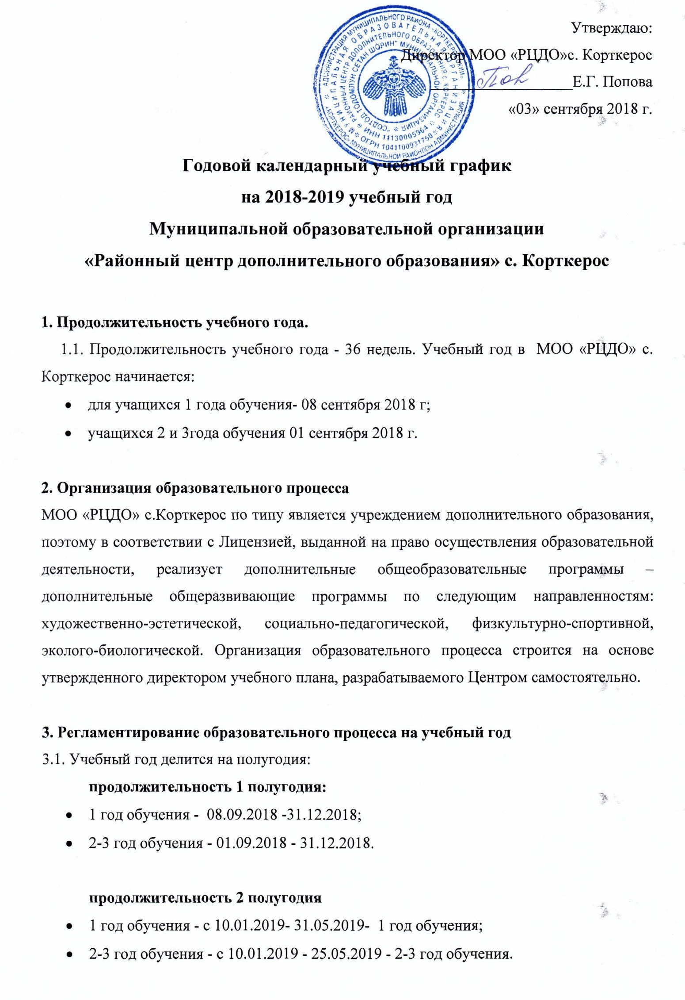 Утверждаю:
Директор МОО «РЦДО»с. Корткерос
Е.Г. Попова
«03» сентября 2018 г.
АДМИНИСТРАЦИЯ МУНИЦИПАЛЬНОГО РАЙОНА «КОРТКЕРОССКИЙ»
«КОРТКЕРОС» МУНИЦИПАЛЬНÖЙ РАЙОНЛÖН АДМИНИСТРАЦИЯ
МУНИЦИПАЛЬНАЯ ОБРАЗОВАТЕЛЬНАЯ ОРГАНИЗАЦИЯ
ОГРН 1041100931750
РАЙОННЫЙ ЦЕНТР ДОПОЛНИТЕЛЬНОГО ОБРАЗОВАНИЯ С. КОРТКЕРОС
ИНН 1113005964
"СОДТÖД ТÖДÖМЛУН СЕТАН ШÖРИН" МУНИЦИПАЛЬНÖЙ ОРГАНИЗАЦИЯ
Годовой календарный учебный график
на 2018-2019 учебный год
Муниципальной образовательной организации
«Районный центр дополнительного образования» с. Корткерос
1. Продолжительность учебного года.
1.1. Продолжительность учебного года - 36 недель. Учебный год в МОО «РЦДО» с.
Корткерос начинается:
• для учащихся 1 года обучения- 08 сентября 2018 г;
• учащихся 2 и 3года обучения 01 сентября 2018 г.
2. Организация образовательного процесса
МОО «РЦДО» с.Корткерос по типу является учреждением дополнительного образования,
поэтому в соответствии с Лицензией, выданной на право осуществления образовательной
деятельности, реализует дополнительные общеобразовательные программы –
дополнительные общеразвивающие программы по следующим направленностям:
художественно-эстетической, социально-педагогической, физкультурно-спортивной,
эколого-биологической. Организация образовательного процесса строится на основе
утвержденного директором учебного плана, разрабатываемого Центром самостоятельно.
3. Регламентирование образовательного процесса на учебный год
3.1. Учебный год делится на полугодия:
продолжительность 1 полугодия:
• 1 год обучения - 08.09.2018 -31.12.2018;
• 2-3 год обучения - 01.09.2018 - 31.12.2018.
продолжительность 2 полугодия
• 1 год обучения - с 10.01.2019- 31.05.2019- 1 год обучения;
• 2-3 год обучения - с 10.01.2019 - 25.05.2019 - 2-3 год обучения.